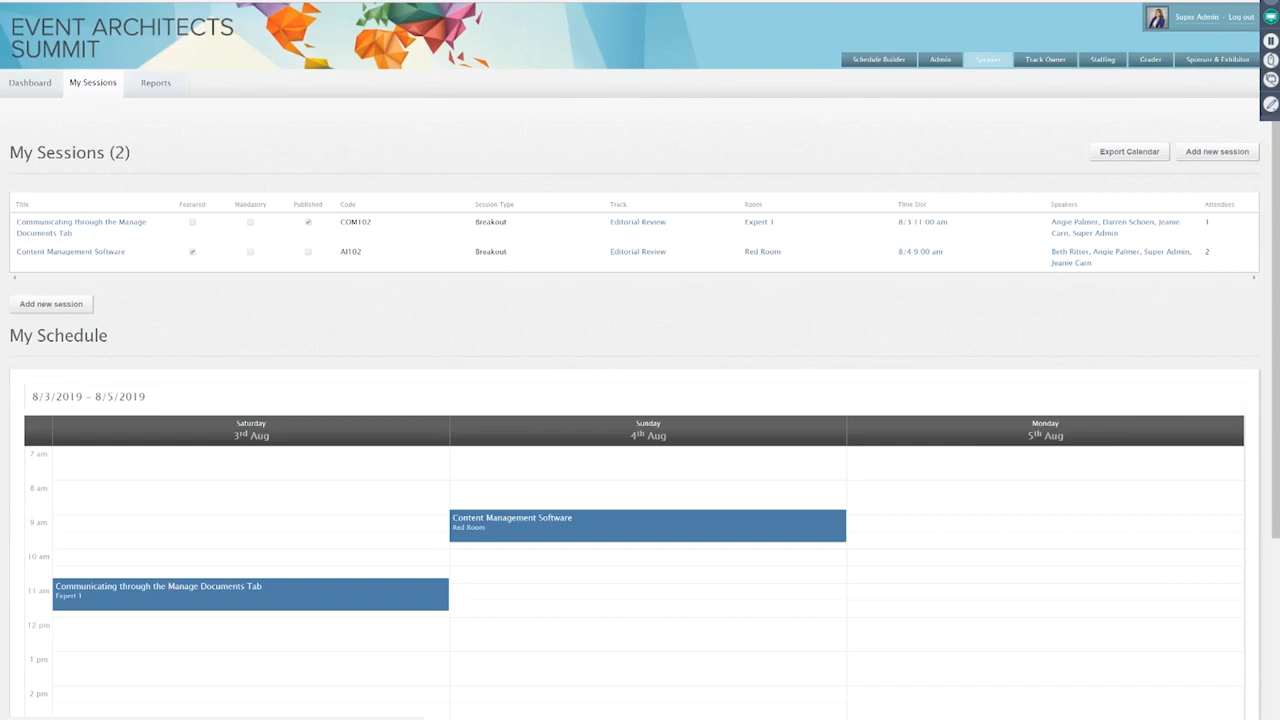 EVENT ARCHITECTS
SUMMIT
Super Admin - Log out
Schedule Builder Admin Speaker Track Owner Staffing Grader Sponsor & Exhibitor
Dashboard My Sessions Reports
My Sessions (2)
Export Calendar Add new session
Title Featured Mandatory Published Code Session Type Track Room Time Slot Speakers Attendees
Communicating through the Manage COM102 Breakout Editorial Review Expert 1 8/3 11:00 am Angie Palmer, Darren Schoen, Jeanie 1
Documents Tab Carn, Super Admin
Content Management Software AI102 Breakout Editorial Review Red Room 8/4 9:00 am Beth Ritter, Angie Palmer, Super Admin, 2
Jeanie Carn
Add new session
My Schedule
8/3/2019 - 8/5/2019
Saturday Sunday Monday
3rd Aug 4th Aug 5th Aug
7 am
8 am
9 am Content Management Software
Red Room
10 am
11 am Communicating through the Manage Documents Tab
Expert 1
12 pm
1 pm
2 pm